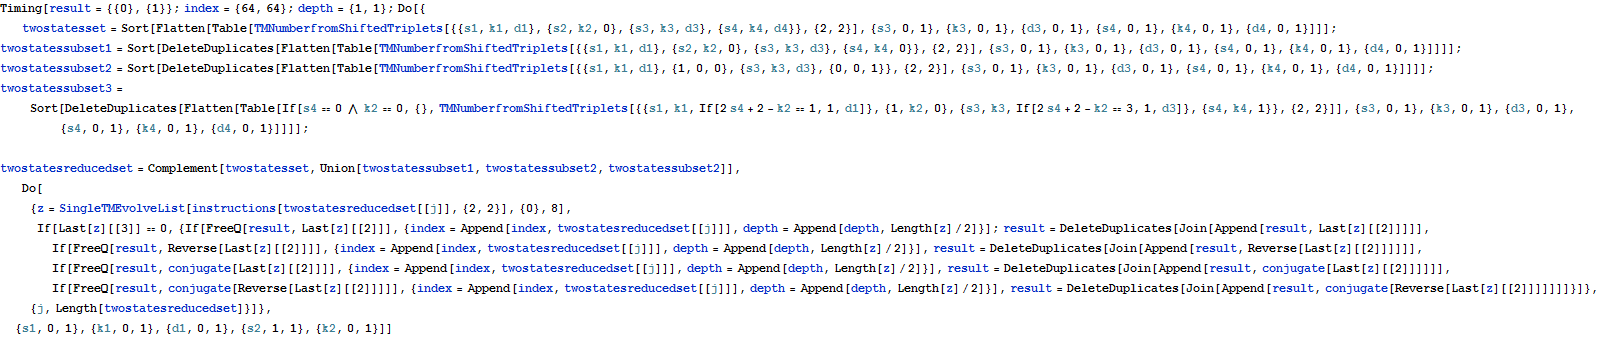 Timing[result = {{0}, {1}}; index = {64, 64}; depth = {1, 1}; Do[{
twostatesset = Sort[Flatten[Table[TMNumberfromShiftedTriplets[{{s1, k1, d1}, {s2, k2, 0}, {s3, k3, d3}, {s4, k4, d4}}, {2, 2}], {s3, 0, 1}, {k3, 0, 1}, {d3, 0, 1}, {s4, 0, 1}, {k4, 0, 1}, {d4, 0, 1}]]];
twostatessubset1 = Sort[DeleteDuplicates[Flatten[Table[TMNumberfromShiftedTriplets[{{s1, k1, d1}, {s2, k2, 0}, {s3, k3, d3}, {s4, k4, 0}}, {2, 2}], {s3, 0, 1}, {k3, 0, 1}, {d3, 0, 1}, {s4, 0, 1}, {k4, 0, 1}, {d4, 0, 1}]]]];
twostatessubset2 = Sort[DeleteDuplicates[Flatten[Table[TMNumberfromShiftedTriplets[{{s1, k1, d1}, {1, 0, 0}, {s3, k3, d3}, {0, 0, 1}}, {2, 2}], {s3, 0, 1}, {k3, 0, 1}, {d3, 0, 1}, {s4, 0, 1}, {k4, 0, 1}, {d4, 0, 1}]]]];
twostatessubset3 =
Sort[DeleteDuplicates[Flatten[Table[If[s4 == 0 ∧ k2 == 0, {}, TMNumberfromShiftedTriplets[{{s1, k1, If[2 s4 + 2 - k2 == 1, 1, d1]}, {1, k2, 0}, {s3, k3, If[2 s4 + 2 - k2 == 3, 1, d3]}, {s4, k4, 1}}, {2, 2}]], {s3, 0, 1}, {k3, 0, 1}, {d3, 0, 1},
{s4, 0, 1}, {k4, 0, 1}, {d4, 0, 1}]]]];
twostatesreducedset = Complement[twostatesset, Union[twostatessubset1, twostatessubset2, twostatessubset2]],
Do[
{z = SingleTMEvolveList[instructions[twostatesreducedset[[j]], {2, 2}], {0}, 8],
If[Last[z][[3]] == 0, {If[FreeQ[result, Last[z][[2]]], {index = Append[index, twostatesreducedset[[j]]], depth = Append[depth, Length[z] / 2]}]; result = DeleteDuplicates[Join[Append[result, Last[z][[2]]]]],
If[FreeQ[result, Reverse[Last[z][[2]]]], {index = Append[index, twostatesreducedset[[j]]], depth = Append[depth, Length[z] / 2]}], result = DeleteDuplicates[Join[Append[result, Reverse[Last[z][[2]]]]]],
If[FreeQ[result, conjugate[Last[z][[2]]]], {index = Append[index, twostatesreducedset[[j]]], depth = Append[depth, Length[z] / 2]}], result = DeleteDuplicates[Join[Append[result, conjugate[Last[z][[2]]]]]],
If[FreeQ[result, conjugate[Reverse[Last[z][[2]]]]], {index = Append[index, twostatesreducedset[[j]]], depth = Append[depth, Length[z] / 2]}], result = DeleteDuplicates[Join[Append[result, conjugate[Reverse[Last[z][[2]]]]]]]}]},
{j, Length[twostatesreducedset]}]},
{s1, 0, 1}, {k1, 0, 1}, {d1, 0, 1}, {s2, 1, 1}, {k2, 0, 1}]]